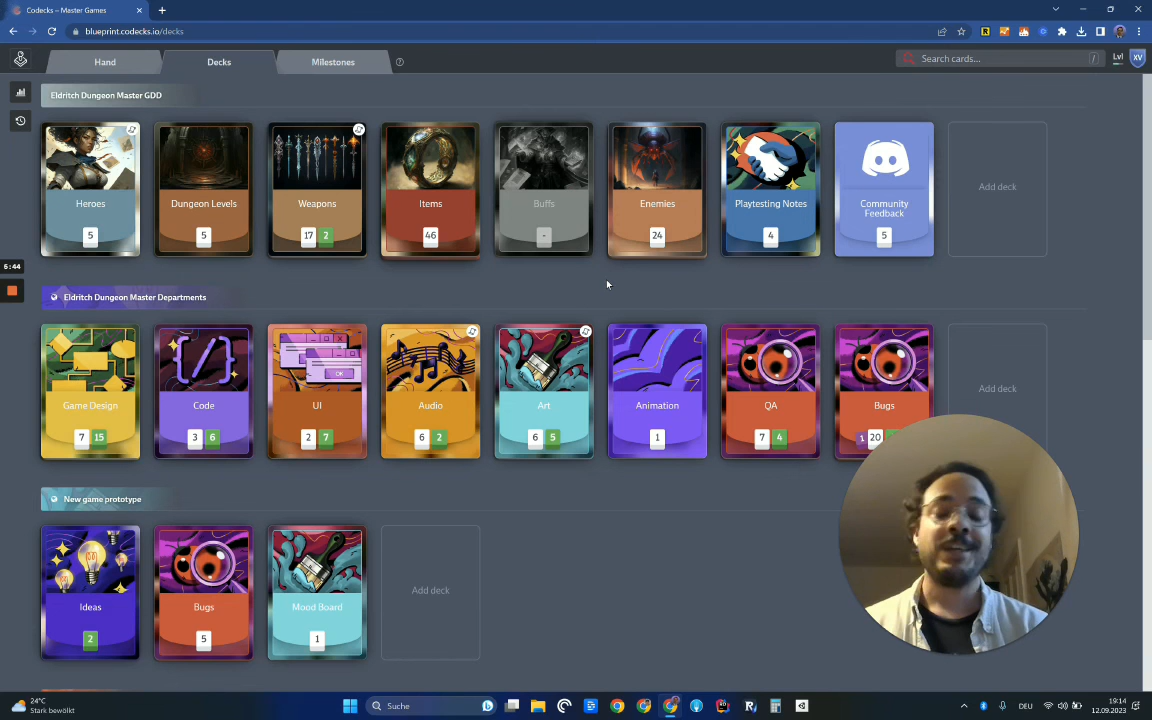 Codecks – Master Games
blueprint.codecks.io/decks
Hand
Decks
Milestones
Search cards...
/
Lvl
XV
Eldritch Dungeon Master GDD
Heroes
5
Dungeon Levels
5
Weapons
17 2
Items
46
Buffs
-
Enemies
24
Playtesting Notes
4
Community
Feedback
5
Add deck
5:44
Eldritch Dungeon Master Departments
Game Design
7 15
Code
3 6
OK
UI
2 7
Audio
6 2
Art
6 5
Animation
1
QA
7 4
Bugs
1 20
Add deck
New game prototype
Ideas
2
Bugs
5
Mood Board
1
Add deck
24°C
Stark bewölkt
Suche
DEU
19:14
12.09.2023